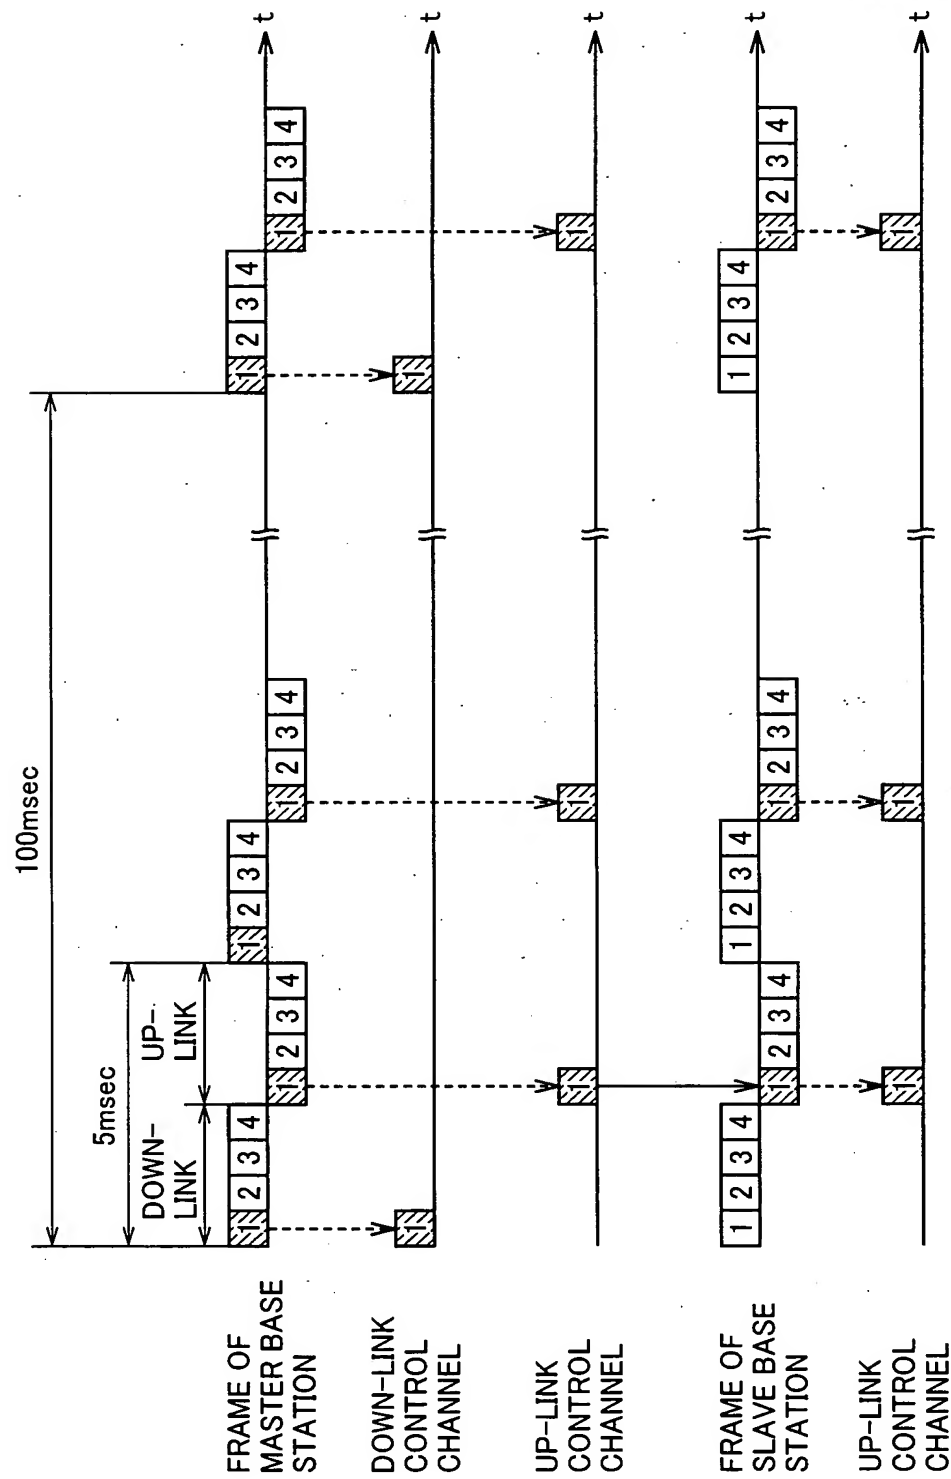 100msec
5msec
DOWN-
LINK
UP-
LINK
FRAME OF
MASTER BASE
STATION
1 2 3 4
1 2 3 4
1 2 3 4
1 2 3 4
1 2 3 4
1 2 3 4
t
DOWN-LINK
CONTROL
CHANNEL
1
1
t
UP-LINK
CONTROL
CHANNEL
1
1
1
t
FRAME OF
SLAVE BASE
STATION
1 2 3 4
1 2 3 4
1 2 3 4
1 2 3 4
1 2 3 4
1 2 3 4
t
UP-LINK
CONTROL
CHANNEL
1
1
1
t